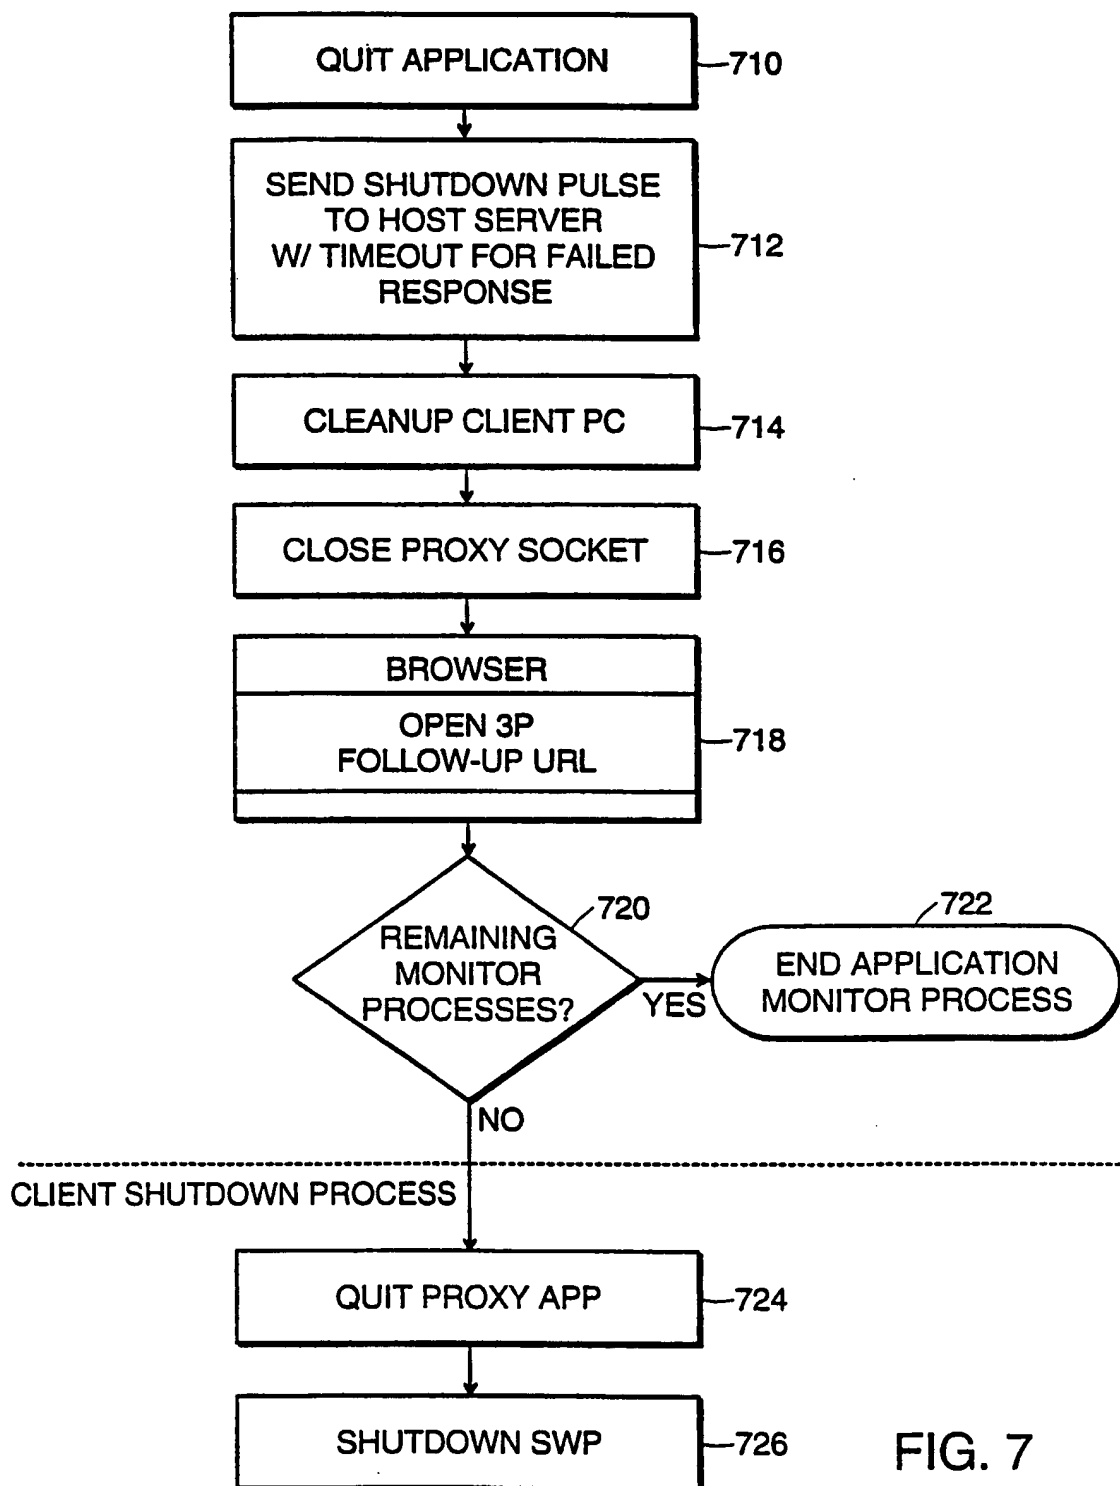 QUIT APPLICATION
710
SEND SHUTDOWN PULSE
TO HOST SERVER
W/ TIMEOUT FOR FAILED
RESPONSE
712
CLEANUP CLIENT PC
714
CLOSE PROXY SOCKET
716
BROWSER
OPEN 3P
FOLLOW-UP URL
718
720
REMAINING
MONITOR
PROCESSES?
YES
722
END APPLICATION
MONITOR PROCESS
NO
CLIENT SHUTDOWN PROCESS
QUIT PROXY APP
724
SHUTDOWN SWP
726
FIG. 7